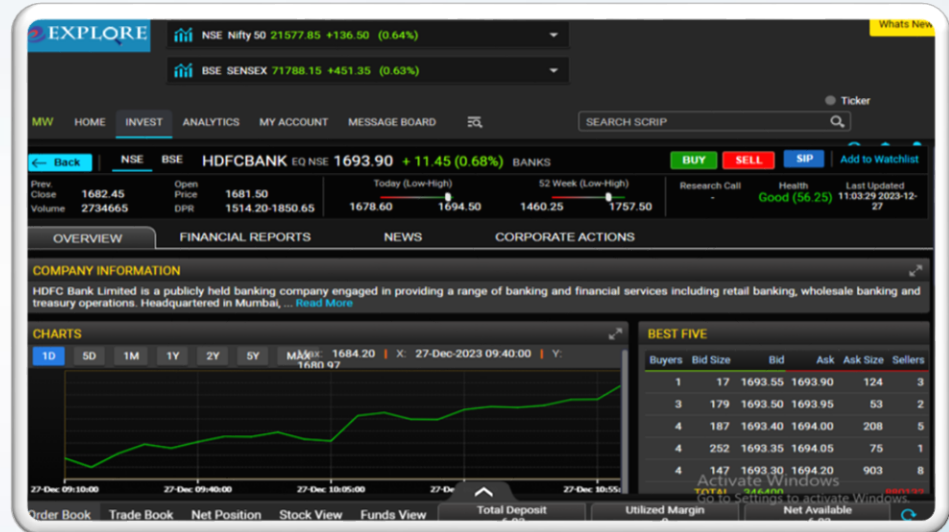 EXPLORE
Whats New
NSE Nifty 50 21577.85 +136.50 (0.64%)
BSE SENSEX 71788.15 +451.35 (0.63%)
Ticker
MW HOME INVEST ANALYTICS MY ACCOUNT MESSAGE BOARD SEARCH SCRIP
← Back NSE BSE HDFCBANK EQ NSE 1693.90 + 11.45 (0.68%) BANKS BUY SELL SIP Add to Watchlist
Prev. Close 1682.45 Open Price 1681.50 Today (Low-High) 52 Week (Low-High) Research Call Health Last Updated
Volume 2734665 DPR 1514.20-1850.65 1678.60 1694.50 1460.25 1757.50 - Good (56.25) 11:03:29 2023-12-27
OVERVIEW FINANCIAL REPORTS NEWS CORPORATE ACTIONS
COMPANY INFORMATION
HDFC Bank Limited is a publicly held banking company engaged in providing a range of banking and financial services including retail banking, wholesale banking and
treasury operations. Headquartered in Mumbai, ... Read More
CHARTS
1D 5D 1M 1Y 2Y 5Y MAX Max: 1684.20 | X: 27-Dec-2023 09:40:00 | Y:
1680.97
27-Dec 09:10:00 27-Dec 09:40:00 27-Dec 10:05:00 27-De 27-Dec 10:55:
BEST FIVE
Buyers Bid Size Bid Ask Ask Size Sellers
1 17 1693.55 1693.90 124 3
3 179 1693.50 1693.95 53 2
4 187 1693.40 1694.00 208 5
4 252 1693.35 1694.05 75 1
4 147 1693.30 1694.20 903 8
TOTAL 346400
Activate Windows
Go to Settings to activate Windows.
Order Book Trade Book Net Position Stock View Funds View Total Deposit Utilized Margin Net Available